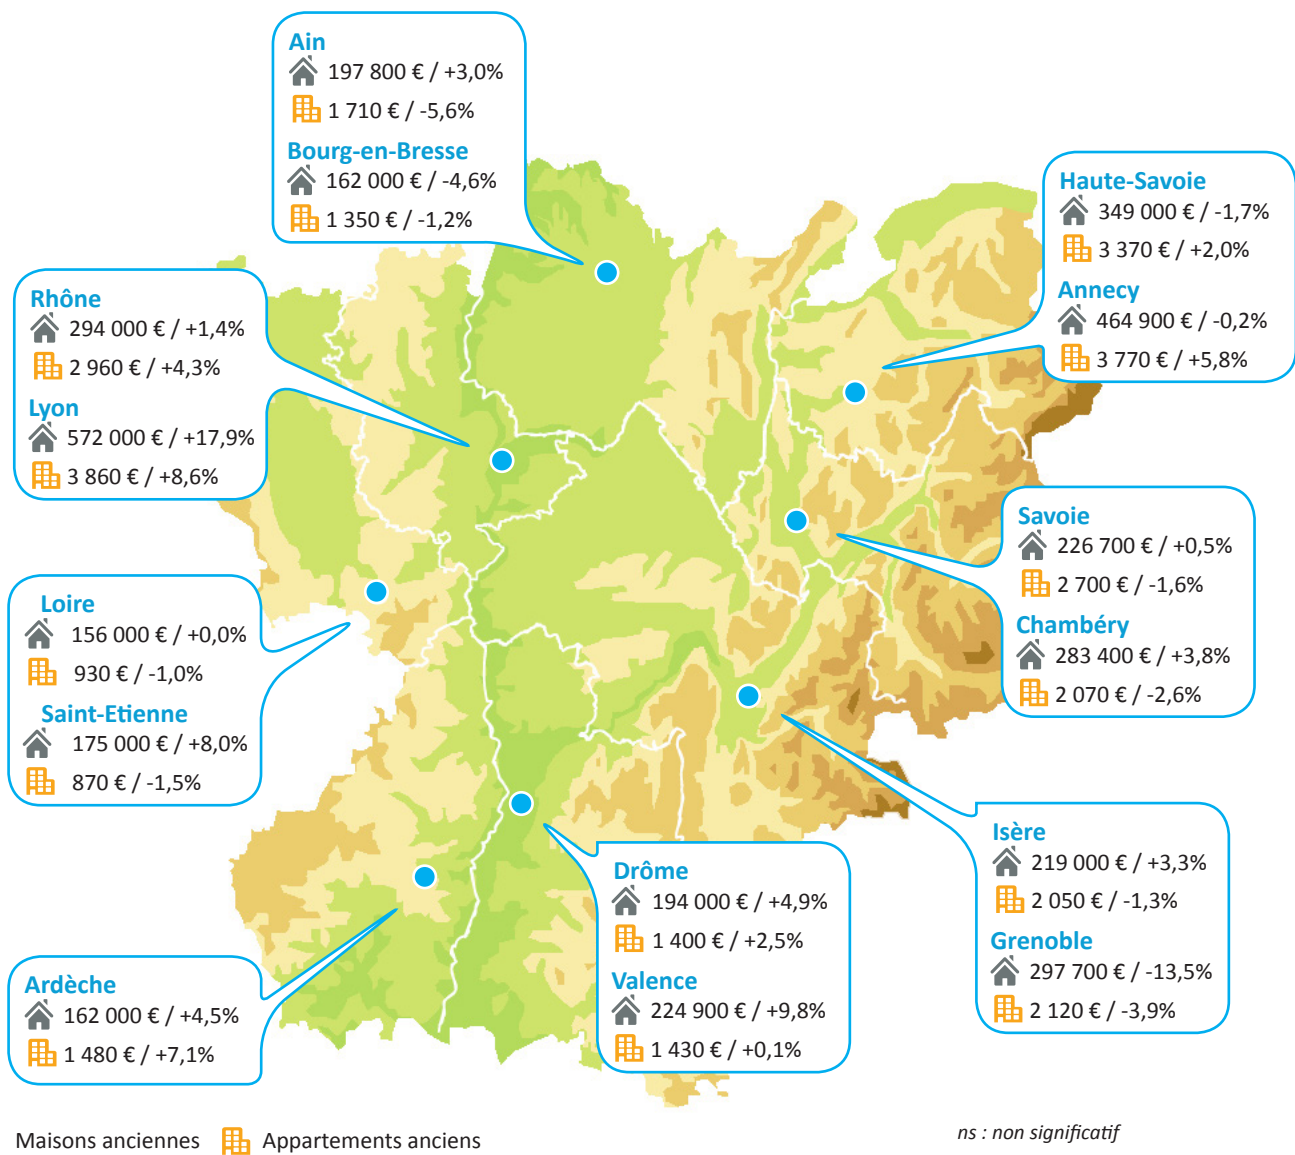 Ain
197 800 € / +3,0%
1 710 € / -5,6%
Bourg-en-Bresse
162 000 € / -4,6%
1 350 € / -1,2%
Haute-Savoie
349 000 € / -1,7%
3 370 € / +2,0%
Annecy
464 900 € / -0,2%
3 770 € / +5,8%
Rhône
294 000 € / +1,4%
2 960 € / +4,3%
Lyon
572 000 € / +17,9%
3 860 € / +8,6%
Savoie
226 700 € / +0,5%
2 700 € / -1,6%
Chambéry
283 400 € / +3,8%
2 070 € / -2,6%
Loire
156 000 € / +0,0%
930 € / -1,0%
Saint-Etienne
175 000 € / +8,0%
870 € / -1,5%
Isère
219 000 € / +3,3%
2 050 € / -1,3%
Grenoble
297 700 € / -13,5%
2 120 € / -3,9%
Drôme
194 000 € / +4,9%
1 400 € / +2,5%
Valence
224 900 € / +9,8%
1 430 € / +0,1%
Ardèche
162 000 € / +4,5%
1 480 € / +7,1%
Maisons anciennes Appartements anciens
ns : non significatif